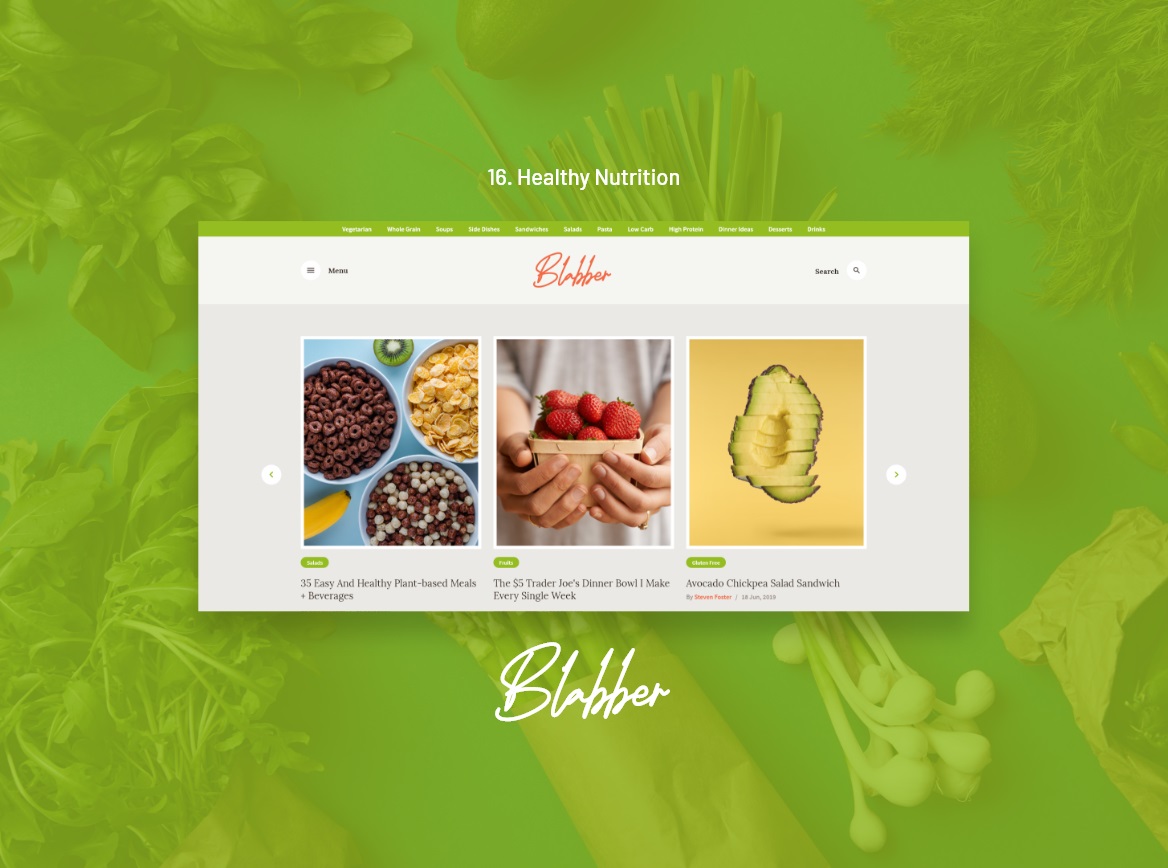 16. Healthy Nutrition
Vegetarian Whole Grain Soups Side Dishes Sandwiches Salads Pasta Low Carb High Protein Dinner Ideas Desserts Drinks
Menu Blabber Search
Salads Fruits Gluten Free
35 Easy And Healthy Plant-based Meals
+ Beverages
The $5 Trader Joe's Dinner Bowl I Make
Every Single Week
Avocado Chickpea Salad Sandwich
By Steven Foster / 18 Jun, 2019
Blabber